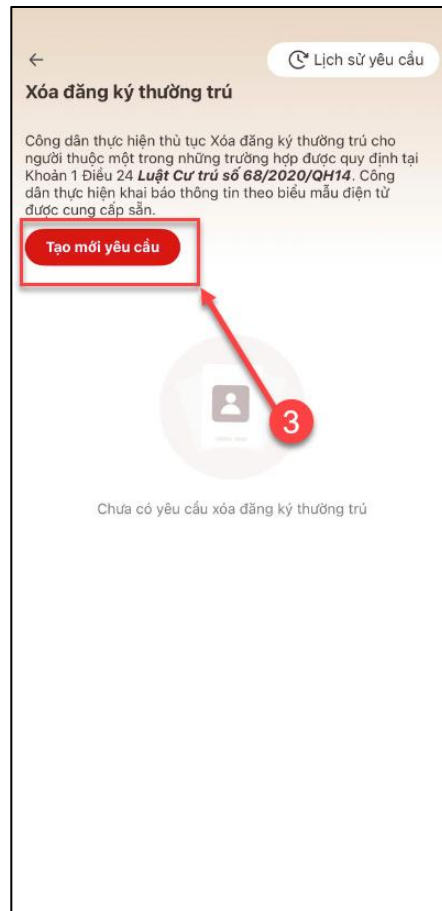 Lịch sử yêu cầu
Xóa đăng ký thường trú
Công dân thực hiện thủ tục Xóa đăng ký thường trú cho
người thuộc một trong những trường hợp được quy định tại
Khoản 1 Điều 24 Luật Cư trú số 68/2020/QH14. Công
dân thực hiện khai báo thông tin theo biểu mẫu điện tử
được cung cấp sẵn.
Tạo mới yêu cầu
3
Chưa có yêu cầu xóa đăng ký thường trú